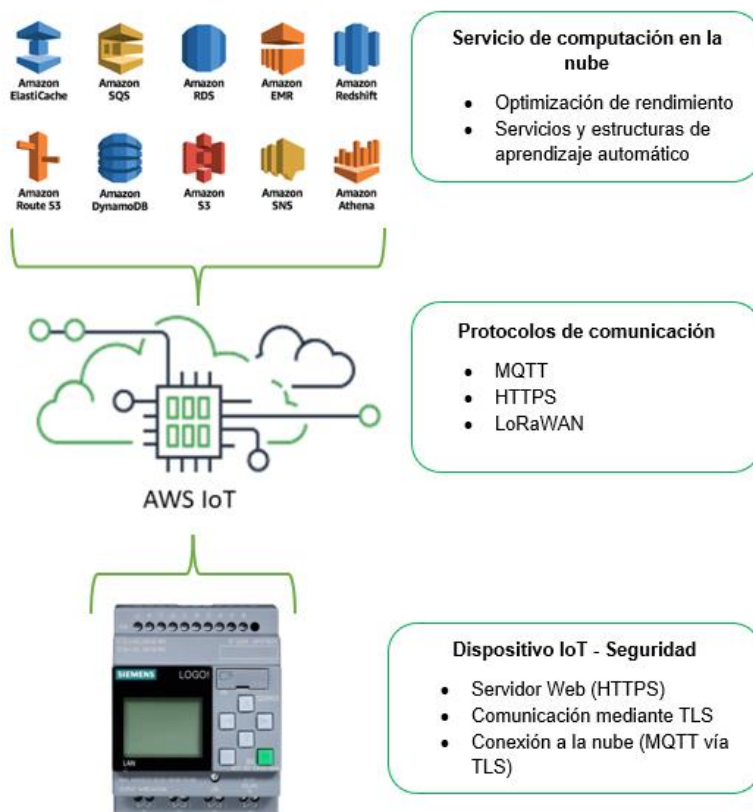 Amazon ElastiCache
Amazon SQS
Amazon RDS
Amazon EMR
Amazon Redshift
Amazon Route 53
Amazon DynamoDB
Amazon S3
Amazon SNS
Amazon Athena
Servicio de computación en la
nube
• Optimización de rendimiento
• Servicios y estructuras de
aprendizaje automático
AWS IoT
Protocolos de comunicación
• MQTT
• HTTPS
• LoRaWAN
SIEMENS
LOGO!
LAN
Dispositivo IoT - Seguridad
• Servidor Web (HTTPS)
• Comunicación mediante TLS
• Conexión a la nube (MQTT vía
TLS)